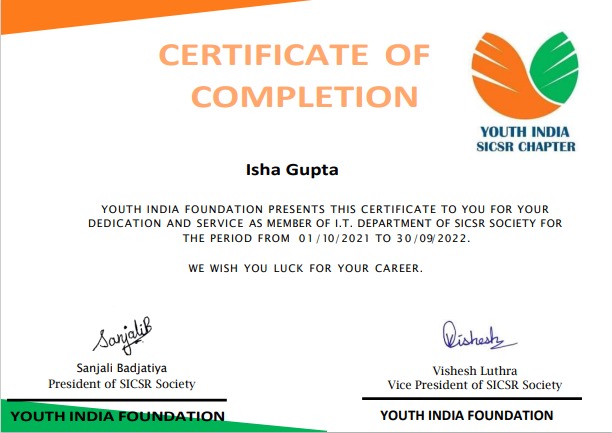 CERTIFICATE OF
COMPLETION
YOUTH INDIA
SICSR CHAPTER
Isha Gupta
YOUTH INDIA FOUNDATION PRESENTS THIS CERTIFICATE TO YOU FOR YOUR
DEDICATION AND SERVICE AS MEMBER OF I.T. DEPARTMENT OF SICSR SOCIETY FOR
THE PERIOD FROM 01/10/2021 TO 30/09/2022.
WE WISH YOU LUCK FOR YOUR CAREER.
SanjaliB
Sanjali Badjatiya
President of SICSR Society
YOUTH INDIA FOUNDATION
Vishesh
Vishesh Luthra
Vice President of SICSR Society
YOUTH INDIA FOUNDATION